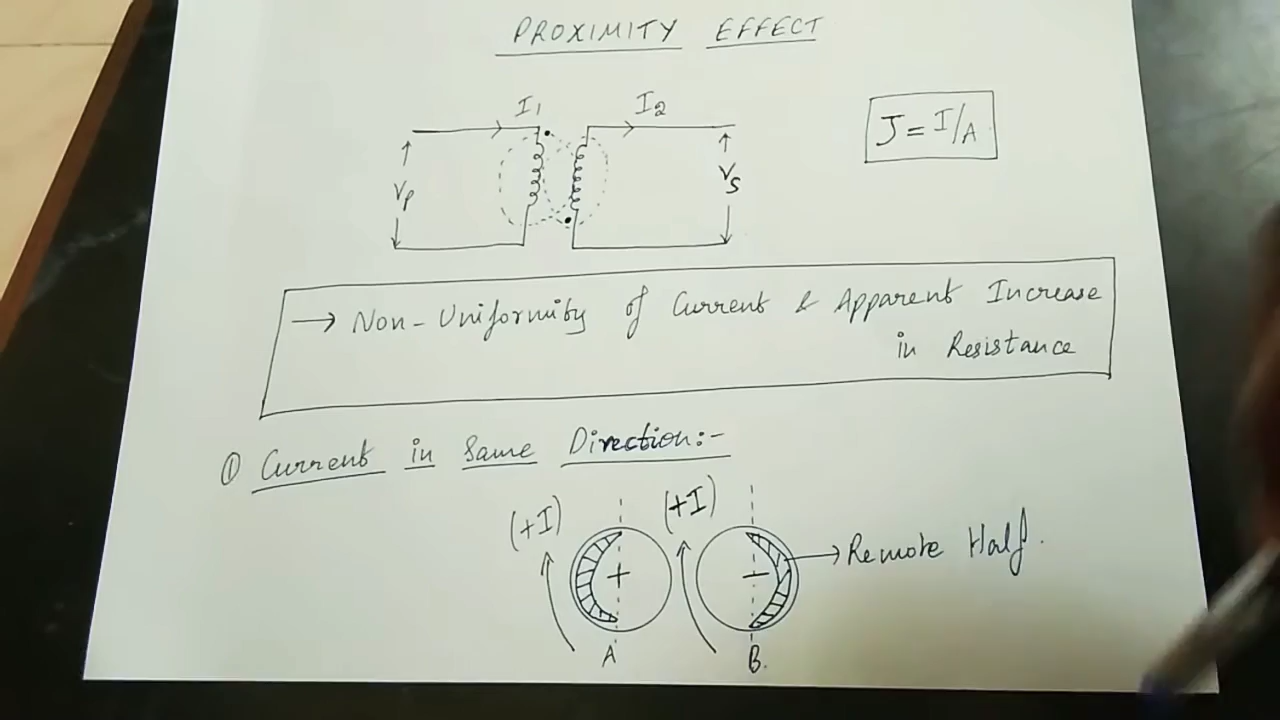 PROXIMITY EFFECT
I1 I2
J = I/A
Vp Vs
→ Non-Uniformity of Current & Apparent Increase
in Resistance
① Current in Same Direction:-
(+I) (+I)
+ − → Remote Half.
A B.